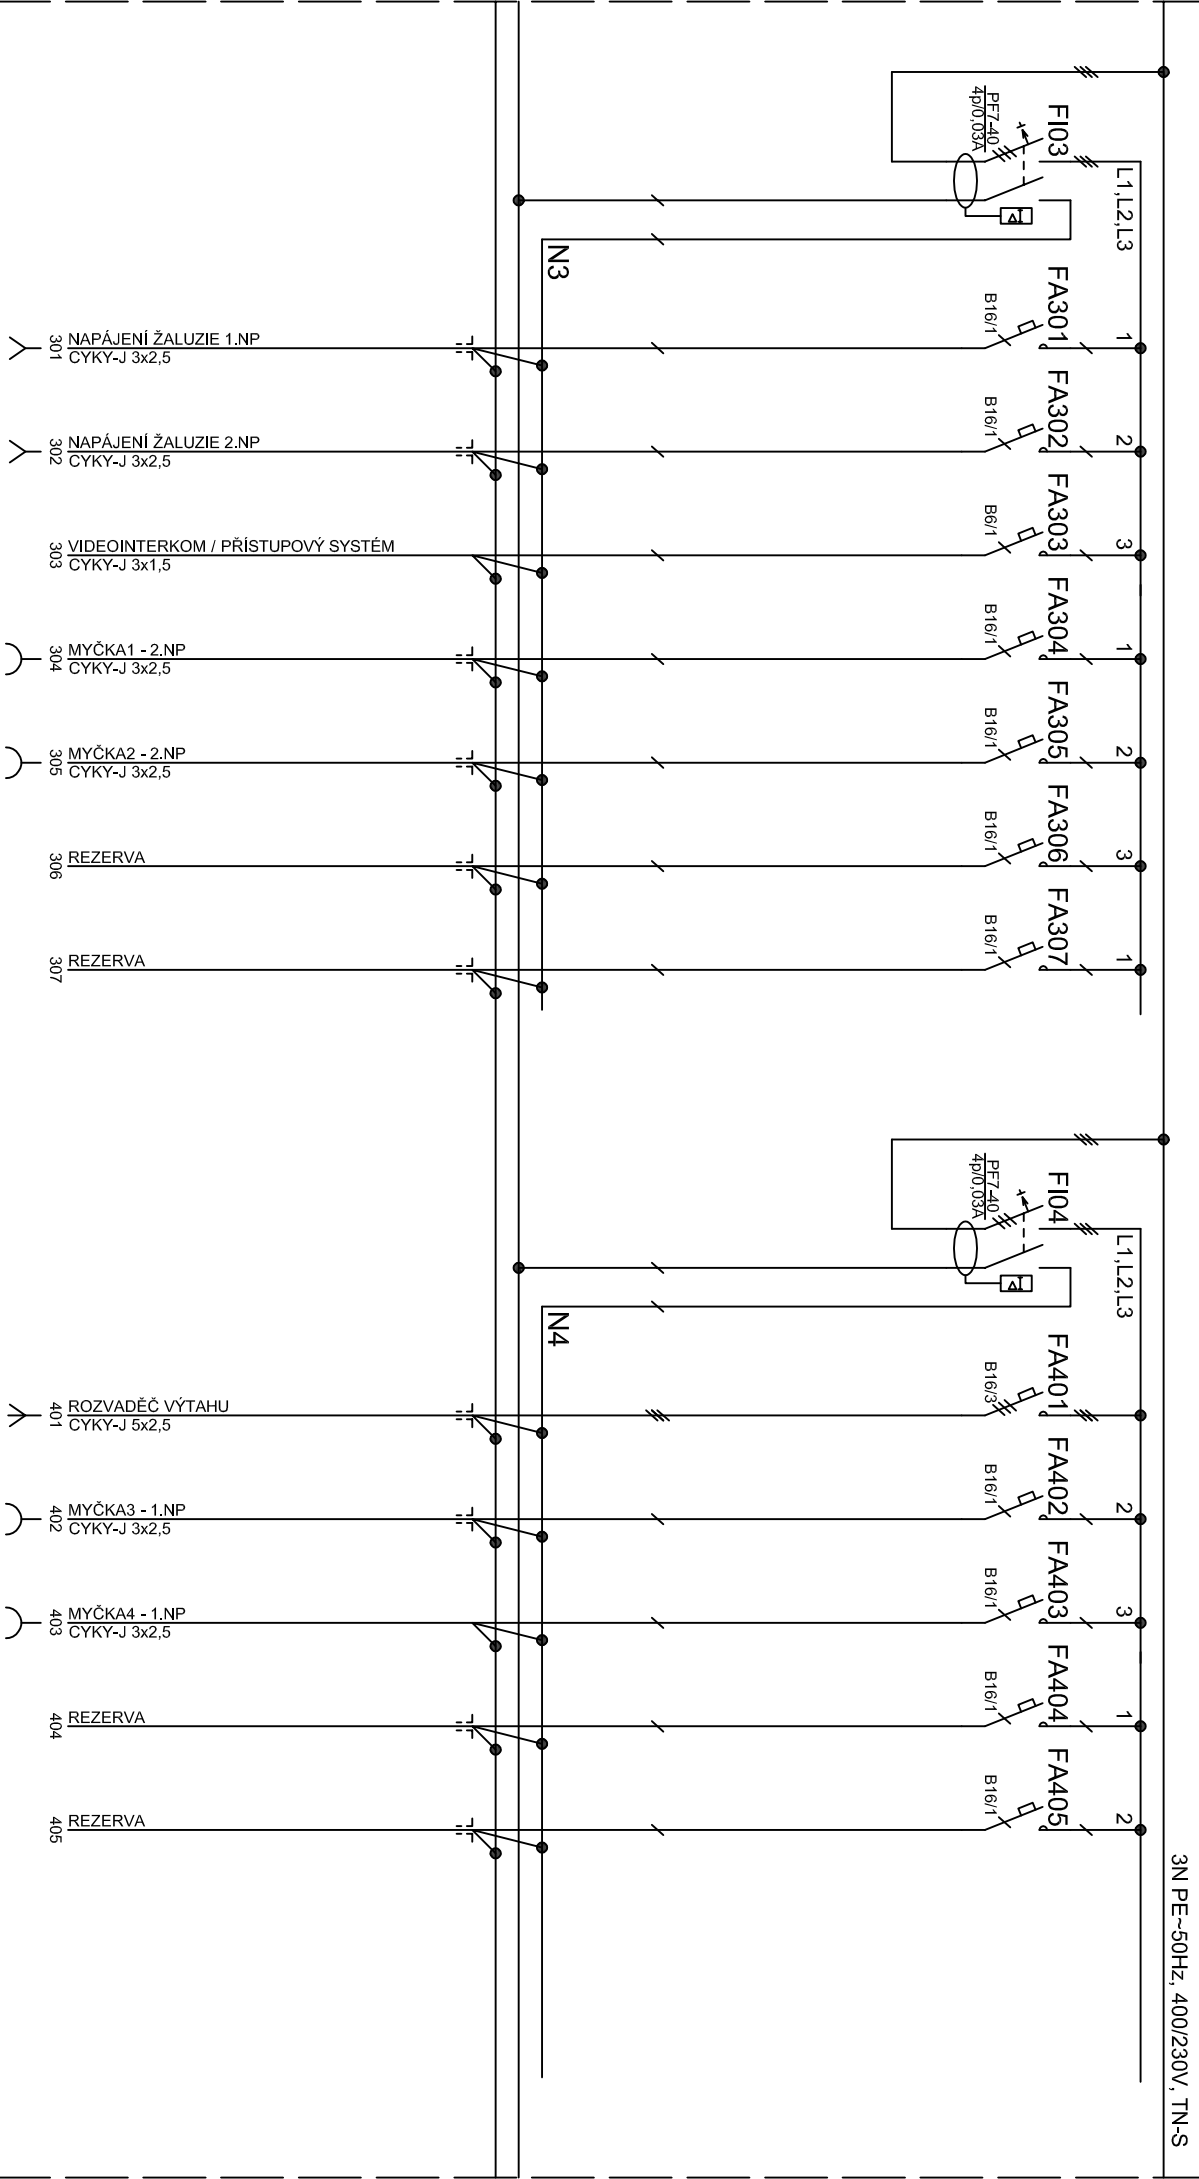 3N PE~50Hz, 400/230V, TN-S
FI03
PF7-40
4p/0,03A
L1,L2,L3
N3
FA301
B16/1
1
301
NAPÁJENÍ ŽALUZIE 1.NP
CYKY-J 3x2,5
FA302
B16/1
2
302
NAPÁJENÍ ŽALUZIE 2.NP
CYKY-J 3x2,5
FA303
B6/1
3
303
VIDEOINTERKOM / PŘÍSTUPOVÝ SYSTÉM
CYKY-J 3x1,5
FA304
B16/1
1
304
MYČKA1 - 2.NP
CYKY-J 3x2,5
FA305
B16/1
2
305
MYČKA2 - 2.NP
CYKY-J 3x2,5
FA306
B16/1
3
306
REZERVA
FA307
B16/1
1
307
REZERVA
FI04
PF7-40
4p/0,03A
L1,L2,L3
N4
FA401
B16/3
401
ROZVADĚČ VÝTAHU
CYKY-J 5x2,5
FA402
B16/1
2
402
MYČKA3 - 1.NP
CYKY-J 3x2,5
FA403
B16/1
3
403
MYČKA4 - 1.NP
CYKY-J 3x2,5
FA404
B16/1
1
404
REZERVA
FA405
B16/1
2
405
REZERVA